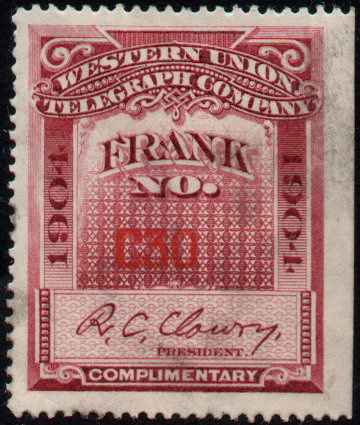 WESTERN UNION
TELEGRAPH COMPANY
FRANK
NO.
1904
1904
C30
R. C. Clowry.
PRESIDENT.
COMPLIMENTARY